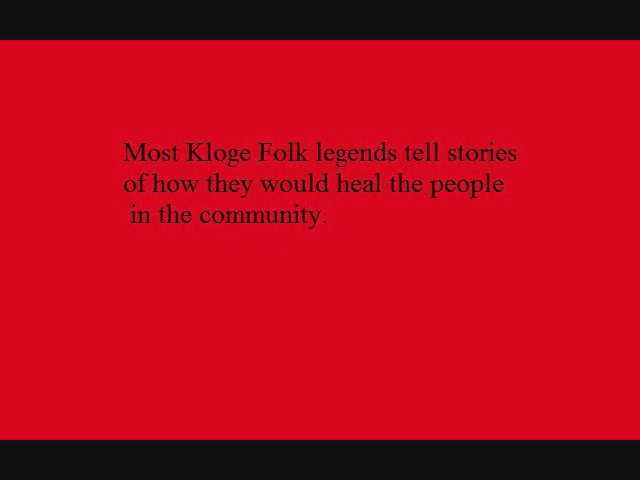 Most Kloge Folk legends tell stories
of how they would heal the people
in the community.